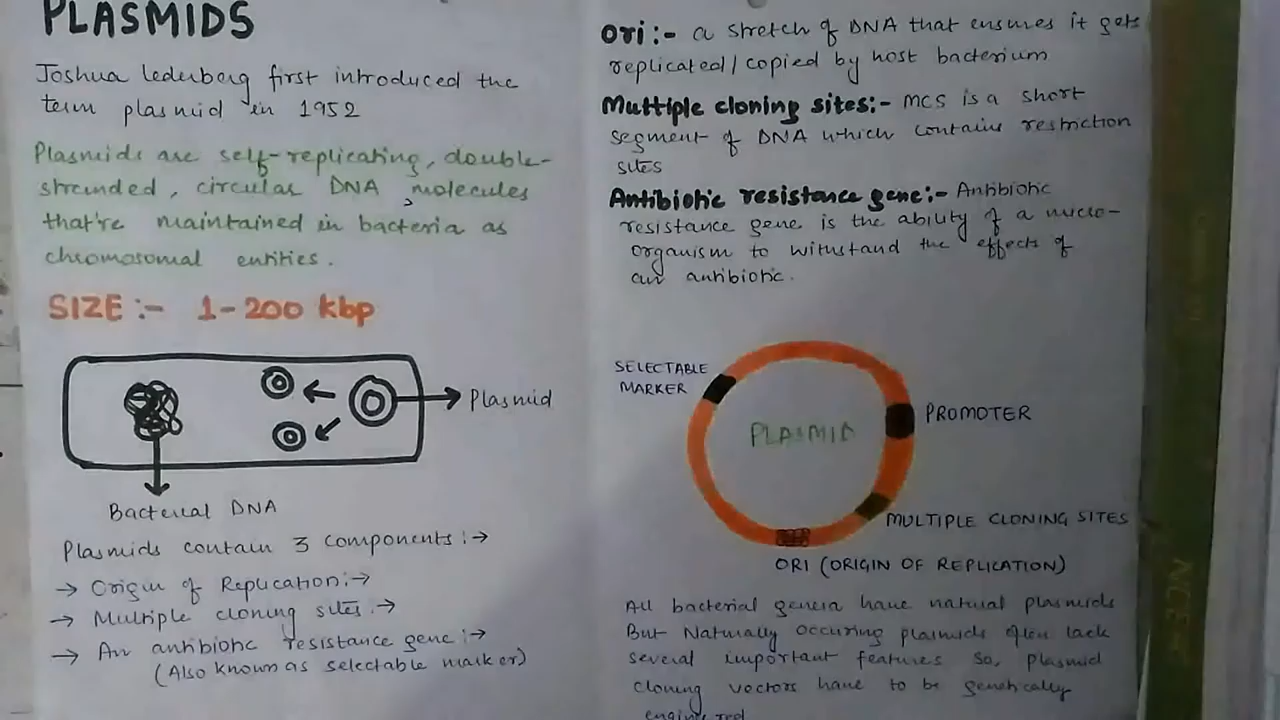 PLASMIDS
Joshua lederberg first introduced the
term plasmid in 1952
Plasmids are self-replicating, double-
stranded, circular DNA, molecules
that're maintained in bacteria as
chromosomal entities.
SIZE :- 1-200 kbp
Plasmid
Bacterial DNA
Plasmids contain 3 components :→
→ Origin of Replication :→
→ Multiple cloning sites :→
→ An antibiotic resistance gene :→
(Also known as selectable marker)
Ori :- a stretch of DNA that ensures it gets
replicated/copied by host bacterium
Multiple cloning sites :- MCS is a short
segment of DNA which contains restriction
sites
Antibiotic resistance gene :- Antibiotic
resistance gene is the ability of a micro-
organism to withstand the effects of
an antibiotic.
SELECTABLE
MARKER
PLASMID
PROMOTER
MULTIPLE CLONING SITES
ORI (ORIGIN OF REPLICATION)
All bacterial genera have natural plasmids
But Naturally occuring plasmids often lack
several important features so, plasmid
cloning vectors have to be genetically